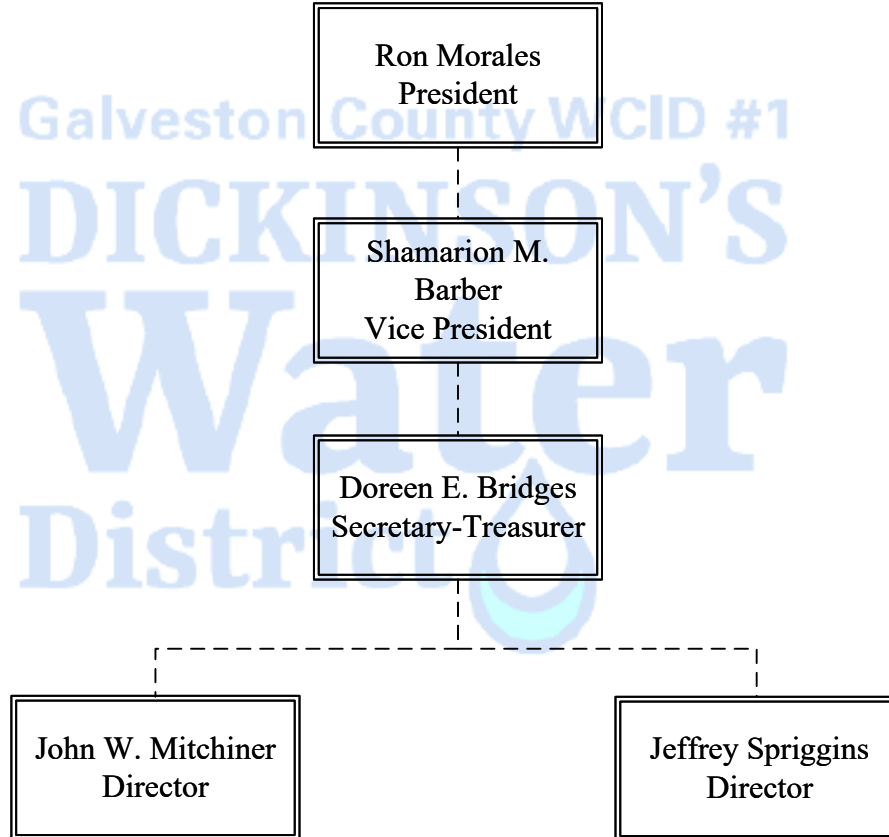 Ron Morales
President
Galveston County WCID #1
DICKINSON'S
Shamarion M.
Barber
Vice President
Water
Doreen E. Bridges
Secretary-Treasurer
District
John W. Mitchiner
Director
Jeffrey Spriggins
Director